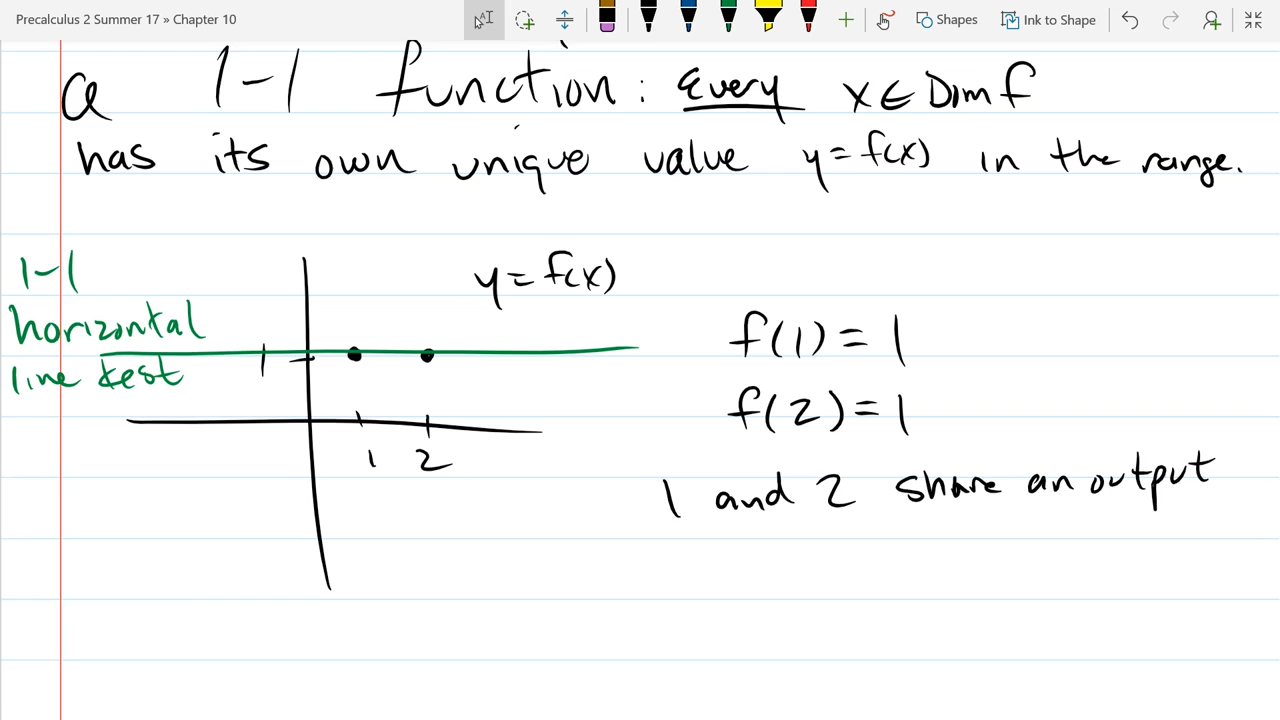 Precalculus 2 Summer 17 » Chapter 10
Shapes
Ink to Shape
a 1-1 function: Every x∈Dom f
has its own unique value y=f(x) in the range.
1-1
horizontal
line test
y=f(x)
1
1 2
f(1)=1
f(2)=1
1 and 2 share an output